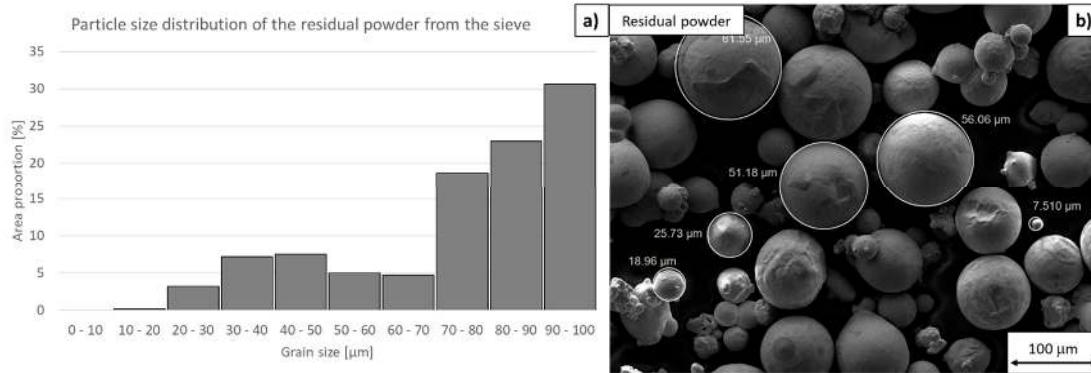 Particle size distribution of the residual powder from the sieve
a)
Area proportion [%]
35
30
25
20
15
10
5
0
0 - 10 10 - 20 20 - 30 30 - 40 40 - 50 50 - 60 60 - 70 70 - 80 80 - 90 90 - 100
Grain size [µm]
Residual powder
b)
61.55 µm
56.06 µm
51.18 µm
7.510 µm
25.73 µm
18.96 µm
100 µm